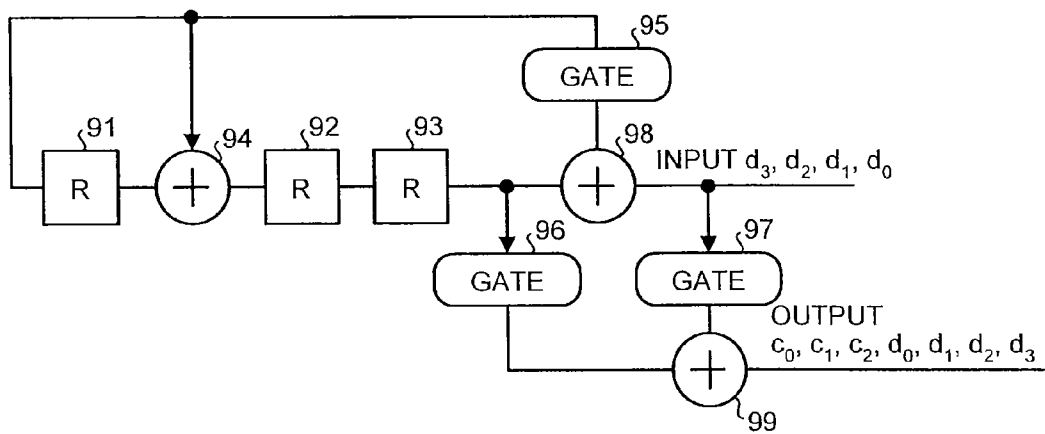 95
GATE
91
94
92
93
98
R
R
R
INPUT d₃, d₂, d₁, d₀
96
97
GATE
GATE
OUTPUT
c₀, c₁, c₂, d₀, d₁, d₂, d₃
99